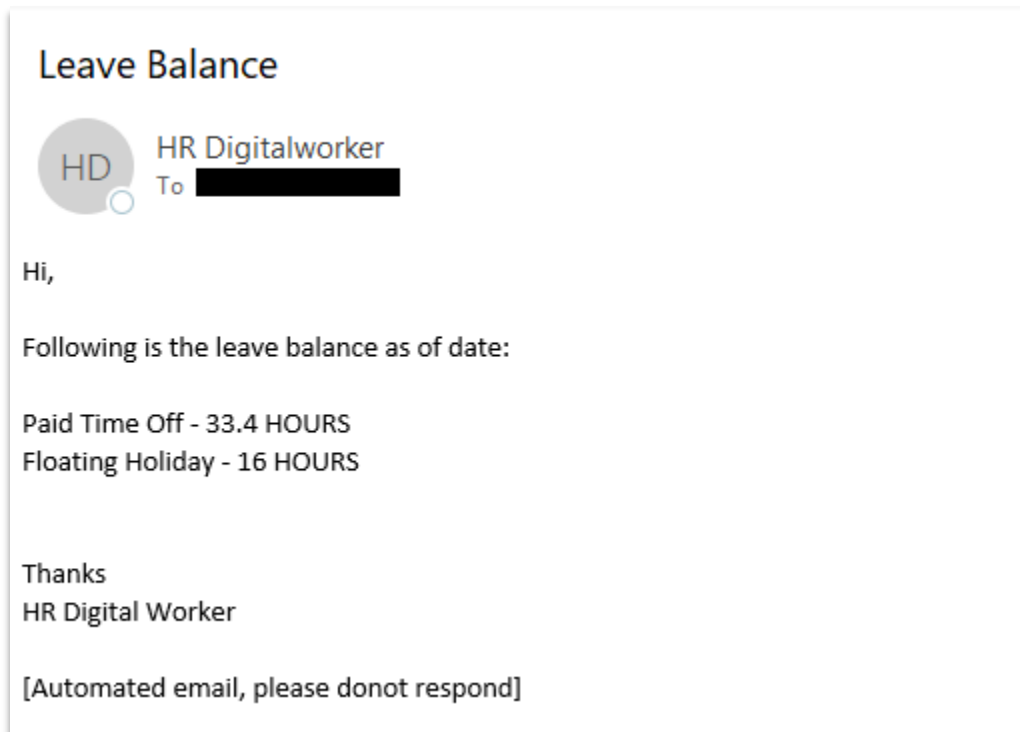 Leave Balance
HD
HR Digitalworker
To
Hi,
Following is the leave balance as of date:
Paid Time Off - 33.4 HOURS
Floating Holiday - 16 HOURS
Thanks
HR Digital Worker
[Automated email, please donot respond]